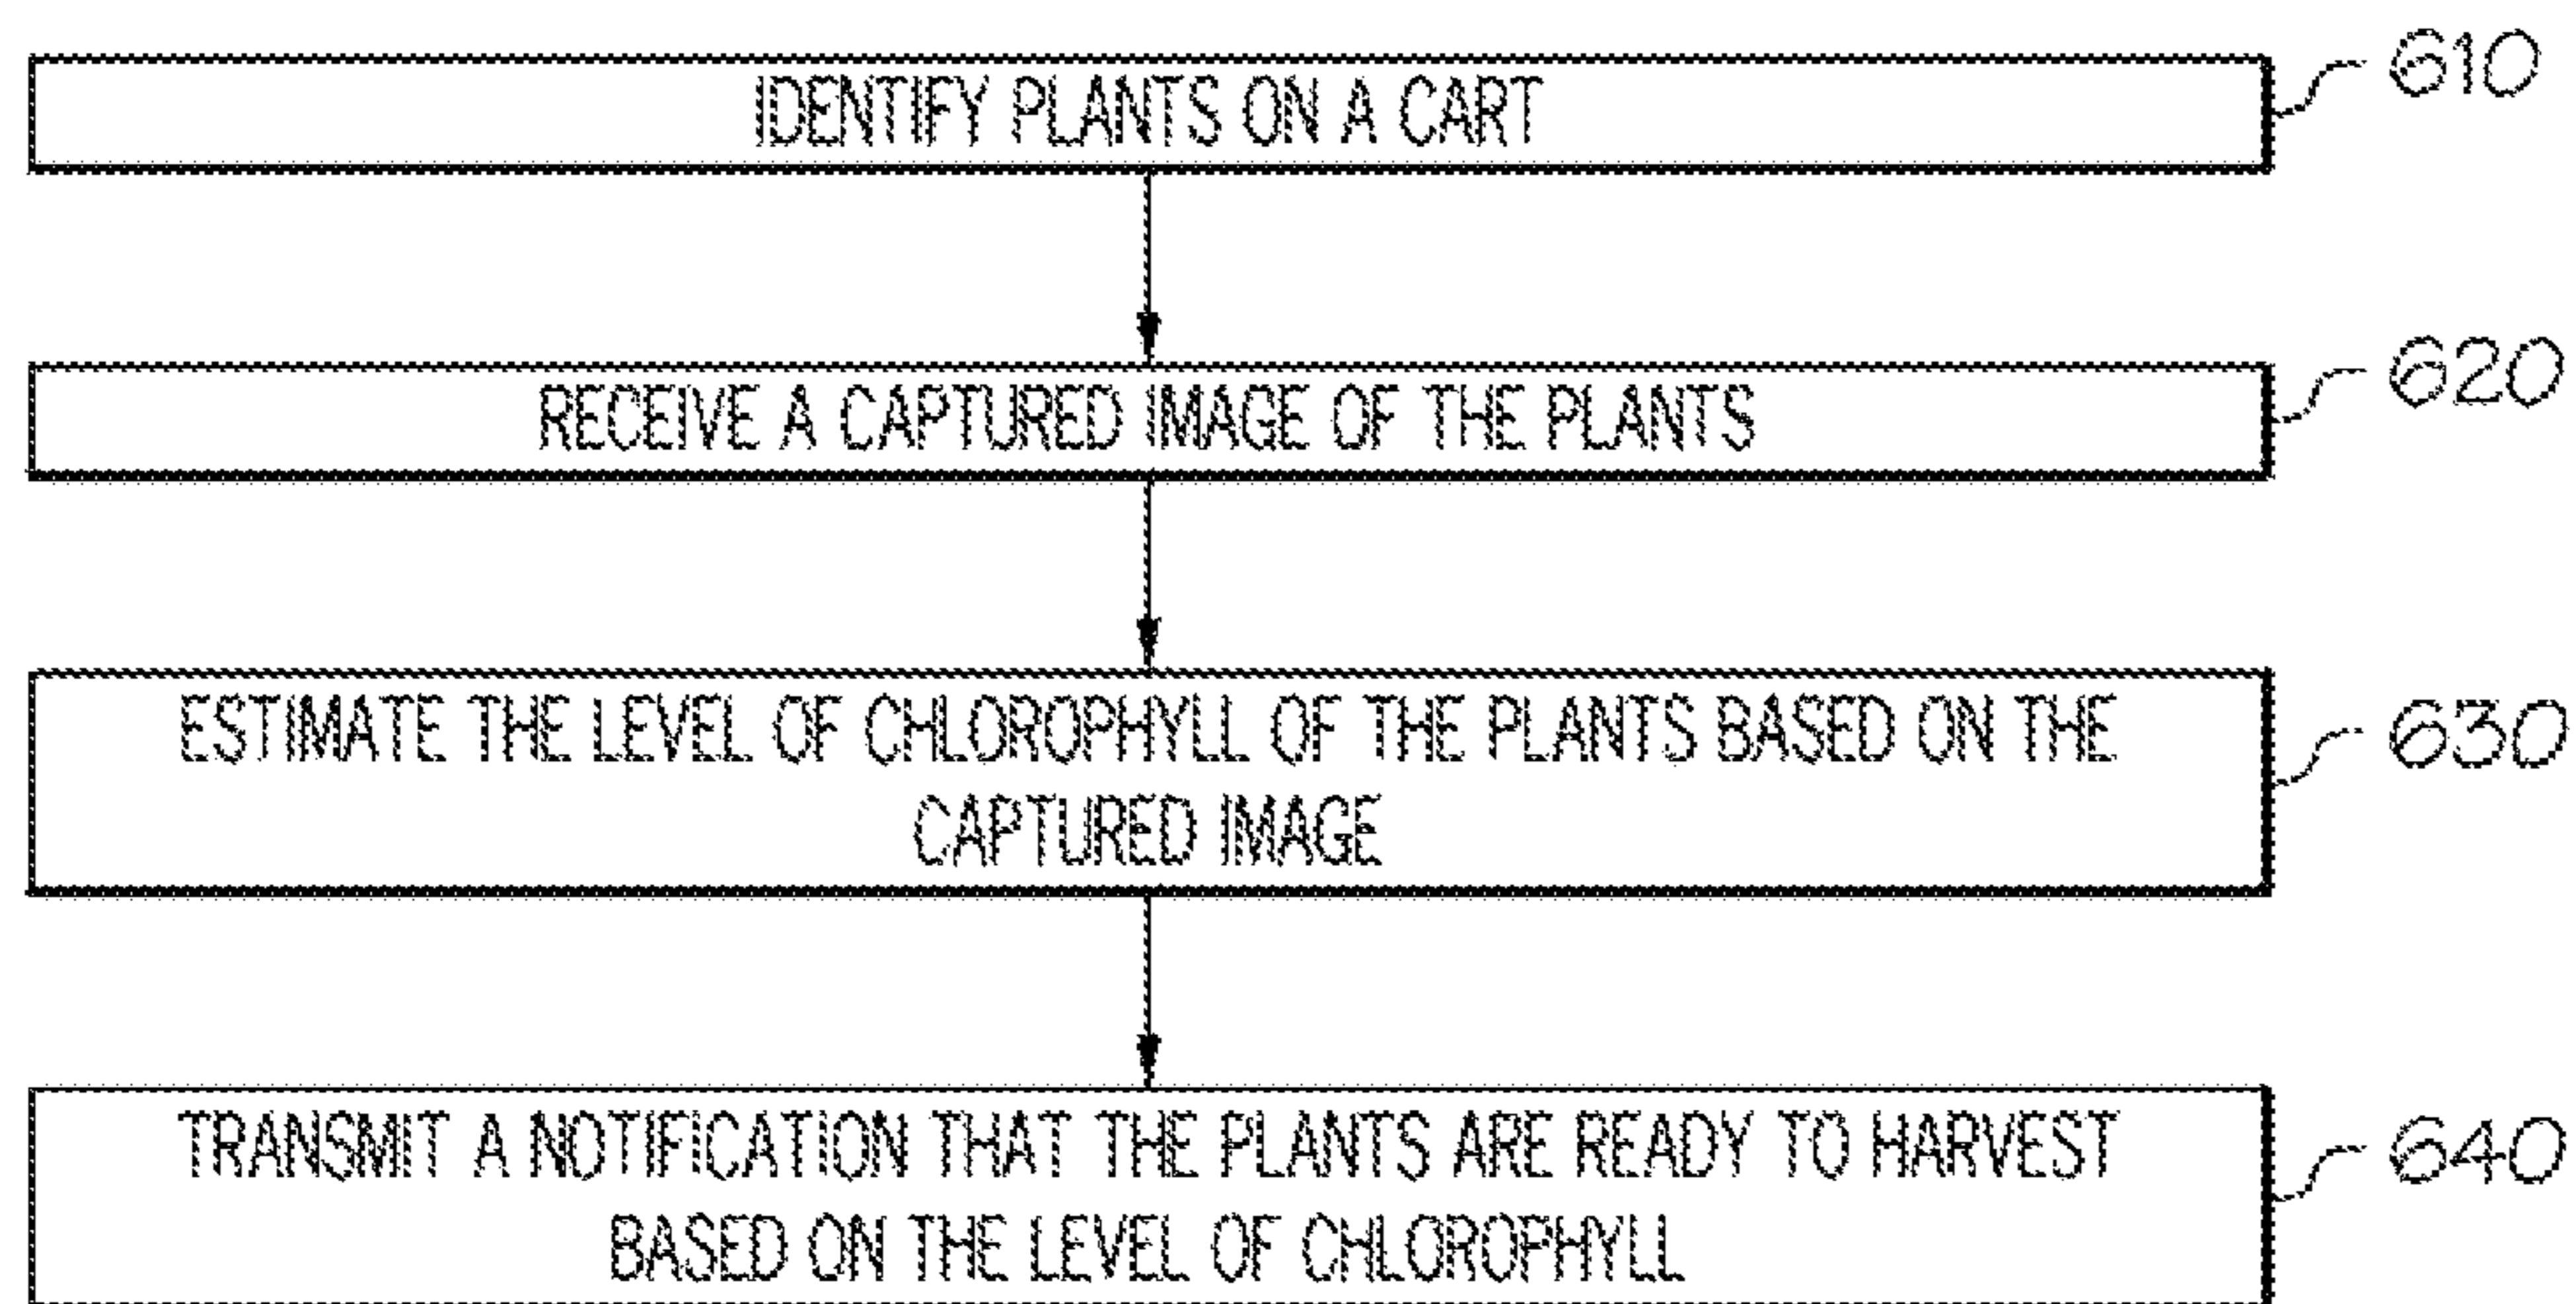 IDENTIFY PLANTS ON A CART
610
RECEIVE A CAPTURED IMAGE OF THE PLANTS
620
ESTIMATE THE LEVEL OF CHLOROPHYLL OF THE PLANTS BASED ON THE
CAPTURED IMAGE
630
TRANSMIT A NOTIFICATION THAT THE PLANTS ARE READY TO HARVEST
BASED ON THE LEVEL OF CHLOROPHYLL
640